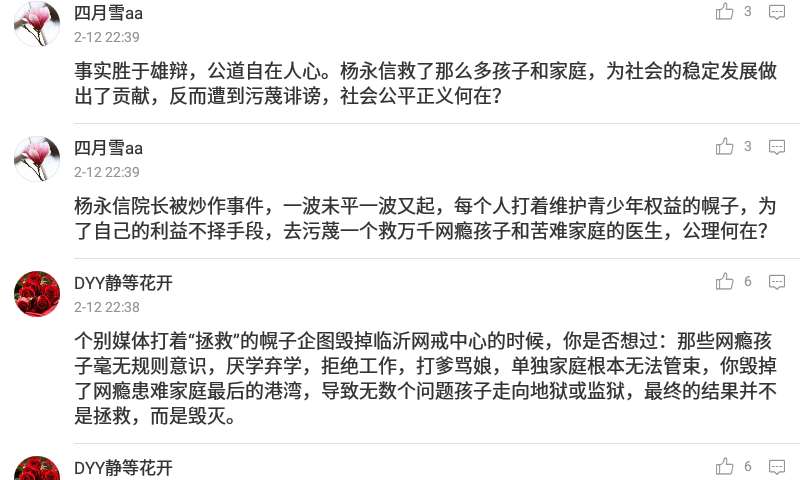 四月雪aa
3
2-12 22:39
事实胜于雄辩，公道自在人心。杨永信救了那么多孩子和家庭，为社会的稳定发展做
出了贡献，反而遭到污蔑诽谤，社会公平正义何在？
四月雪aa
3
2-12 22:39
杨永信院长被炒作事件，一波未平一波又起，每个人打着维护青少年权益的幌子，为
了自己的利益不择手段，去污蔑一个救万千网瘾孩子和苦难家庭的医生，公理何在？
DYY静等花开
6
2-12 22:38
个别媒体打着“拯救”的幌子企图毁掉临沂网戒中心的时候，你是否想过：那些网瘾孩
子毫无规则意识，厌学弃学，拒绝工作，打爹骂娘，单独家庭根本无法管束，你毁掉
了网瘾患难家庭最后的港湾，导致无数个问题孩子走向地狱或监狱，最终的结果并不
是拯救，而是毁灭。
DYY静等花开
6